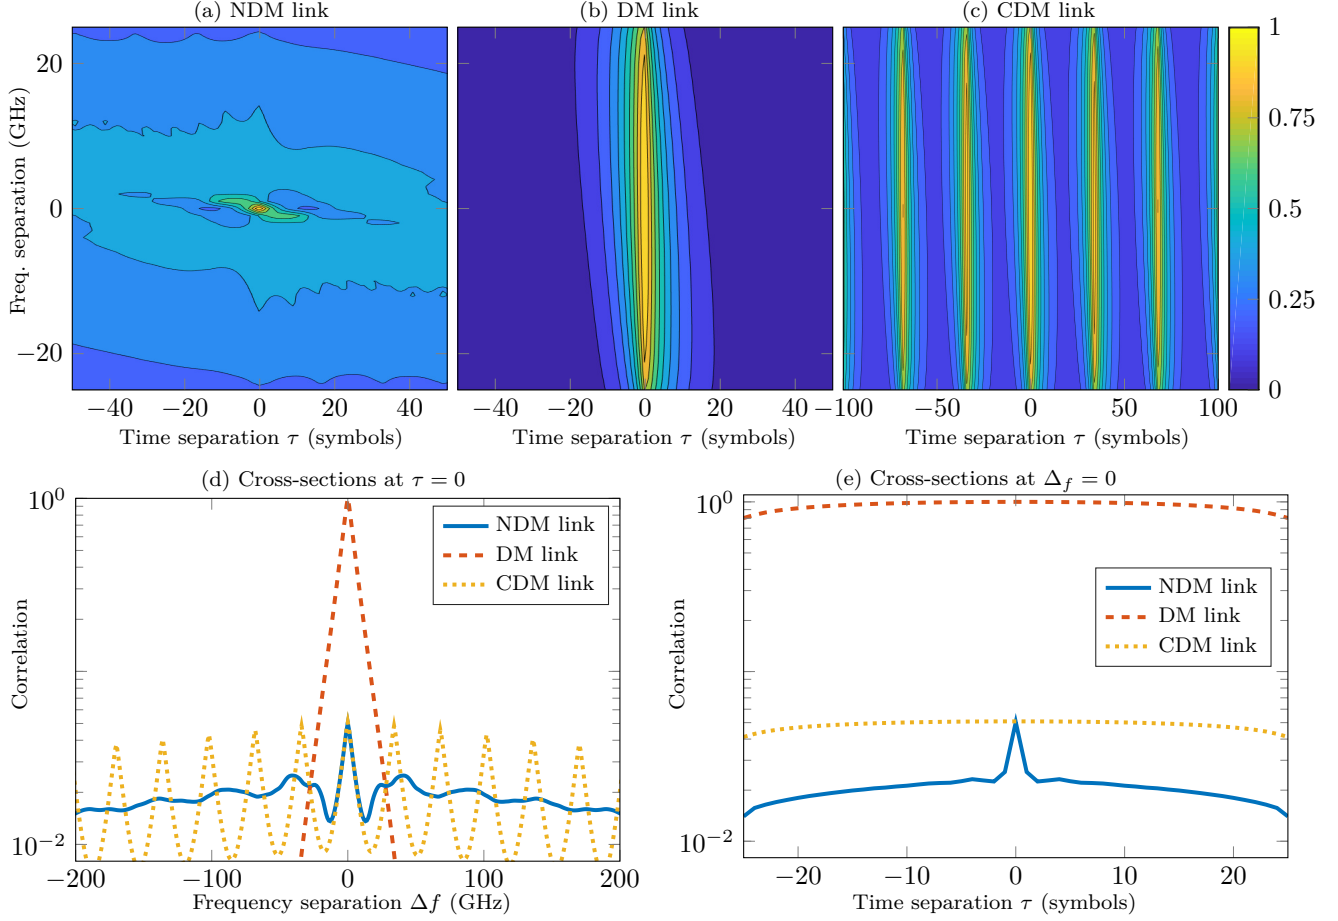 (a) NDM link
(b) DM link
(c) CDM link
Freq. separation (GHz)
20
0
−20
−40
−20
0
20
40
Time separation τ (symbols)
−40
−20
0
20
40
Time separation τ (symbols)
−100
−50
0
50
100
Time separation τ (symbols)
1
0.75
0.5
0.25
0
(d) Cross-sections at τ = 0
Correlation
10^0
10^−2
NDM link
DM link
CDM link
−200
−100
0
100
200
Frequency separation Δf (GHz)
(e) Cross-sections at Δ_f = 0
Correlation
10^0
10^−2
NDM link
DM link
CDM link
−20
−10
0
10
20
Time separation τ (symbols)